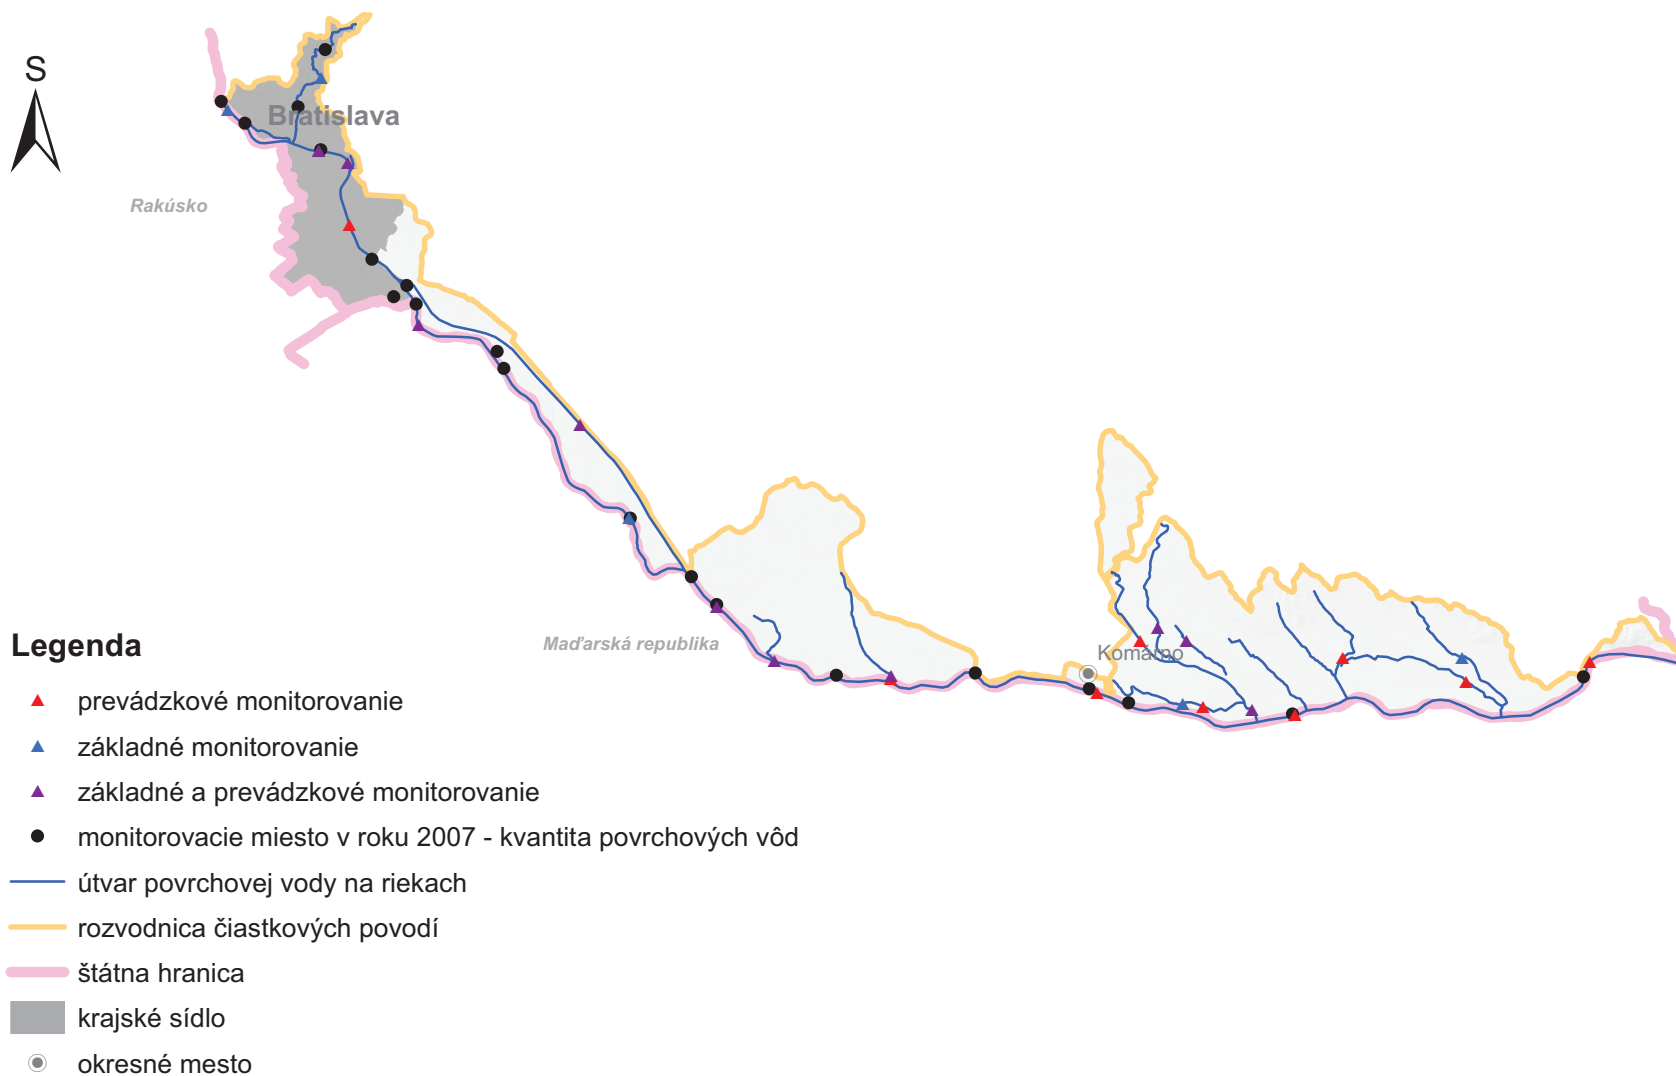 S
Bratislava
Rakúsko
Maďarská republika
Komárno
Legenda
prevádzkové monitorovanie
základné monitorovanie
základné a prevádzkové monitorovanie
monitorovacie miesto v roku 2007 - kvantita povrchových vôd
útvar povrchovej vody na riekach
rozvodnica čiastkových povodí
štátna hranica
krajské sídlo
okresné mesto